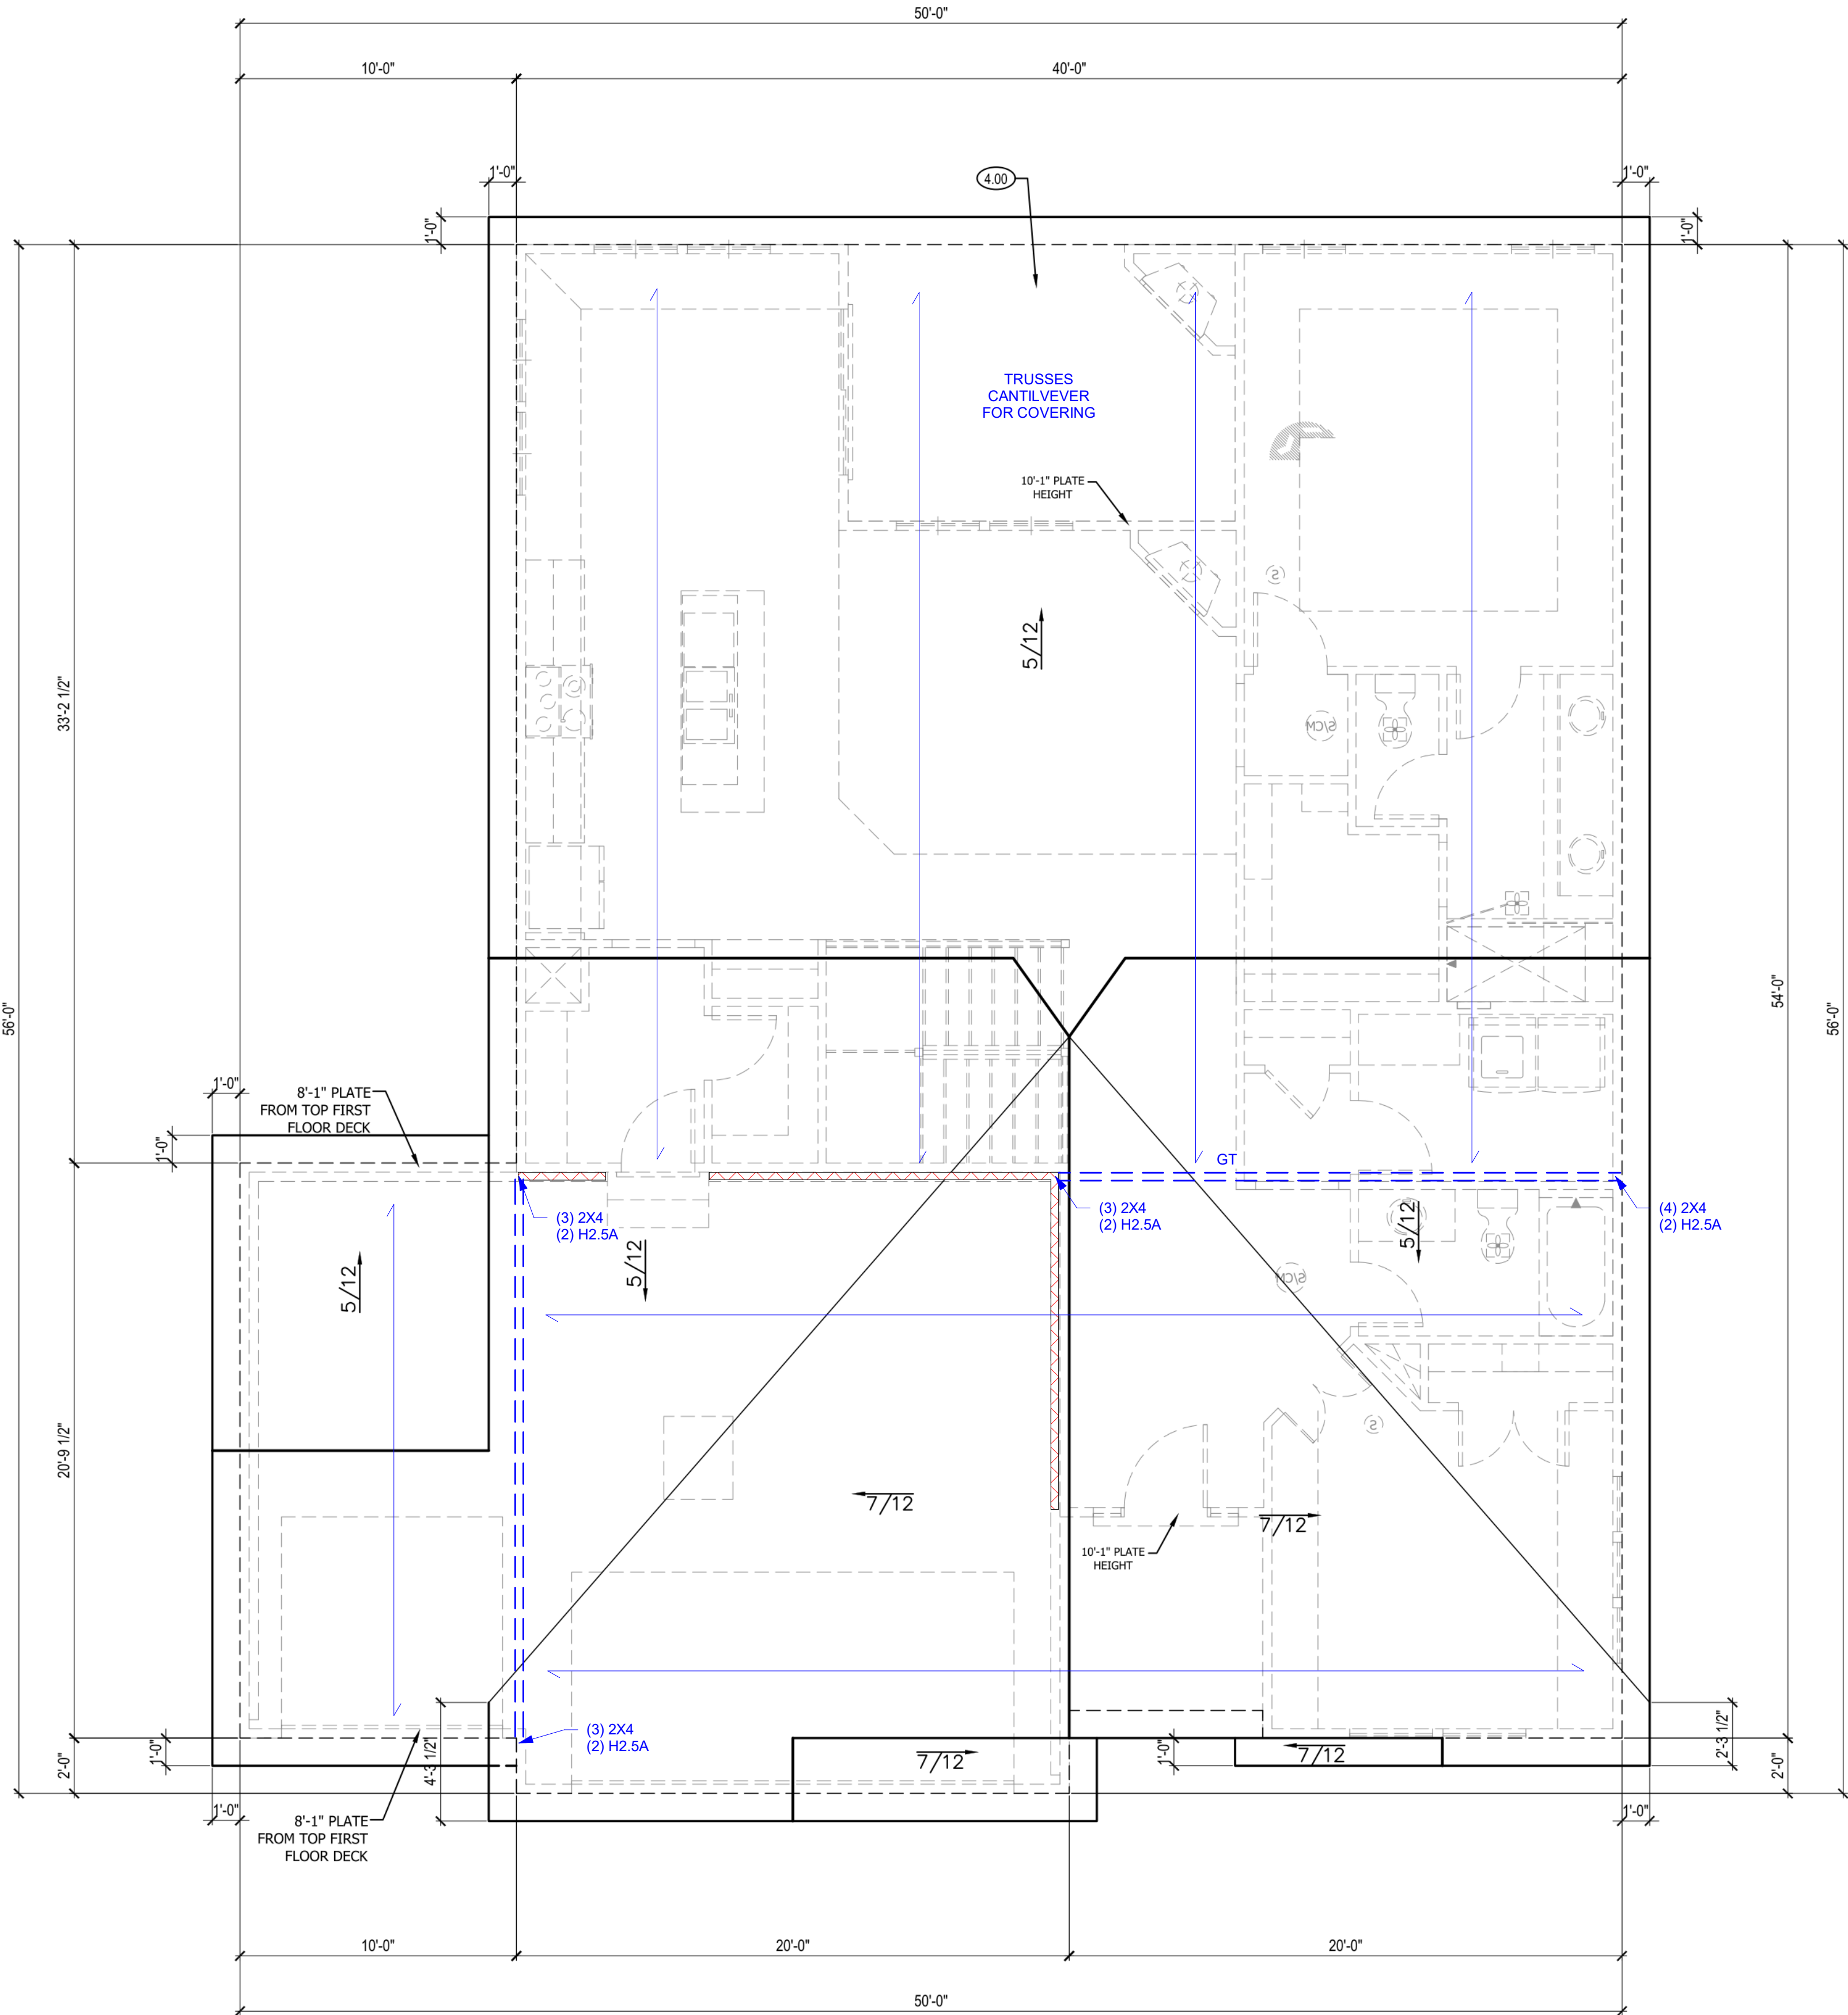 50'-0"
10'-0"
40'-0"
1'-0"
4.00
1'-0"
1'-0"
1'-0"
TRUSSES
CANTILVEVER
FOR COVERING
10'-1" PLATE
HEIGHT
S
5/12
33'-2 1/2"
S/CM
56'-0"
54'-0"
56'-0"
1'-0"
8'-1" PLATE
FROM TOP FIRST
FLOOR DECK
1'-0"
GT
(3) 2X4
(2) H2.5A
(3) 2X4
(2) H2.5A
(4) 2X4
(2) H2.5A
5/12
5/12
5/12
S/CM
S
20'-9 1/2"
7/12
7/12
10'-1" PLATE
HEIGHT
(3) 2X4
(2) H2.5A
2'-0"
1'-0"
4'-3 1/2"
7/12
1'-0"
7/12
2'-3 1/2"
2'-0"
1'-0"
8'-1" PLATE
FROM TOP FIRST
FLOOR DECK
1'-0"
10'-0"
20'-0"
20'-0"
50'-0"